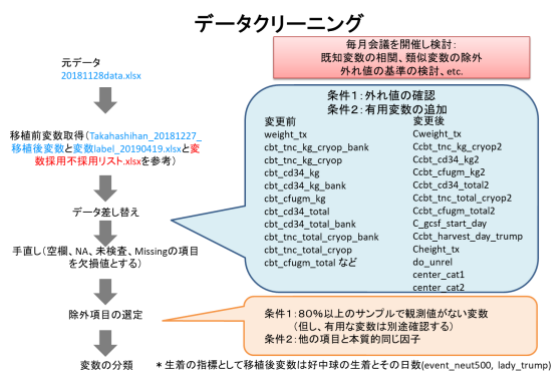 データクリーニング
毎月会議を開催し検討:
既知変数の相関、類似変数の除外
外れ値の基準の検討、etc.
元データ
20181128data.xlsx
移植前変数取得(Takahashihan_20181227_
移植後変数と変数label_20190419.xlsxと変
数採用不採用リスト.xlsxを参考)
データ差し替え
手直し(空欄、NA、未検査、Missingの項目
を欠損値とする)
除外項目の選定
変数の分類
条件1:外れ値の確認
条件2:有用変数の追加
変更前
weight_tx
cbt_tnc_kg_cryop_bank
cbt_tnc_kg_cryop
cbt_cd34_kg
cbt_cd34_kg_bank
cbt_cfugm_kg
cbt_cd34_total
cbt_cd34_total_bank
cbt_tnc_total_cryop_bank
cbt_tnc_total_cryop
cbt_cfugm_total など
変更後
Cweight_tx
Ccbt_tnc_kg_cryop2
Ccbt_cd34_kg2
Ccbt_cfugm_kg2
Ccbt_cd34_total2
Ccbt_tnc_total_cryop2
Ccbt_cfugm_total2
C_gcsf_start_day
Ccbt_harvest_day_trump
Cheight_tx
do_unrel
center_cat1
center_cat2
条件1:80%以上のサンプルで観測値がない変数
(但し、有用な変数は別途確認する)
条件2:他の項目と本質的同じ因子
*生着の指標として移植後変数は好中球の生着とその日数(event_neut500, lady_trump)